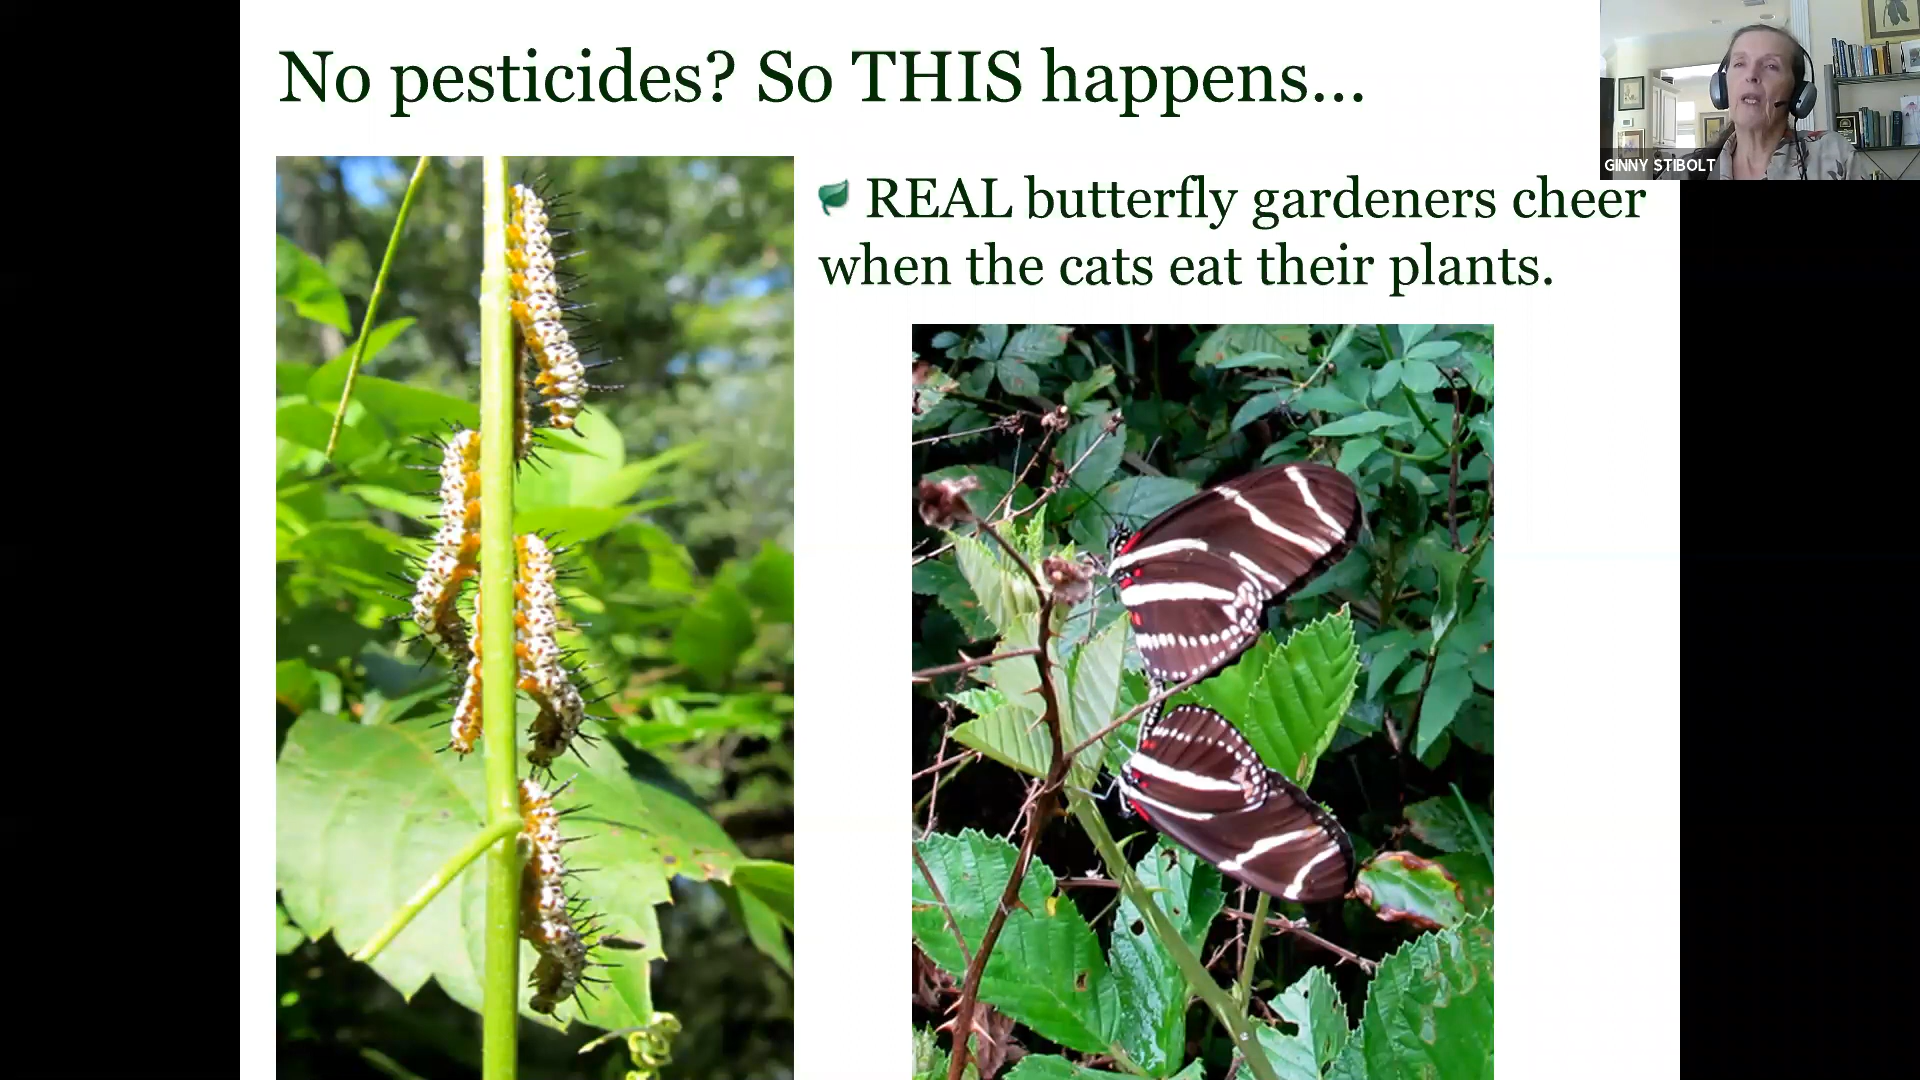 No pesticides? So THIS happens...
GINNY STIBOLT
REAL butterfly gardeners cheer
when the cats eat their plants.